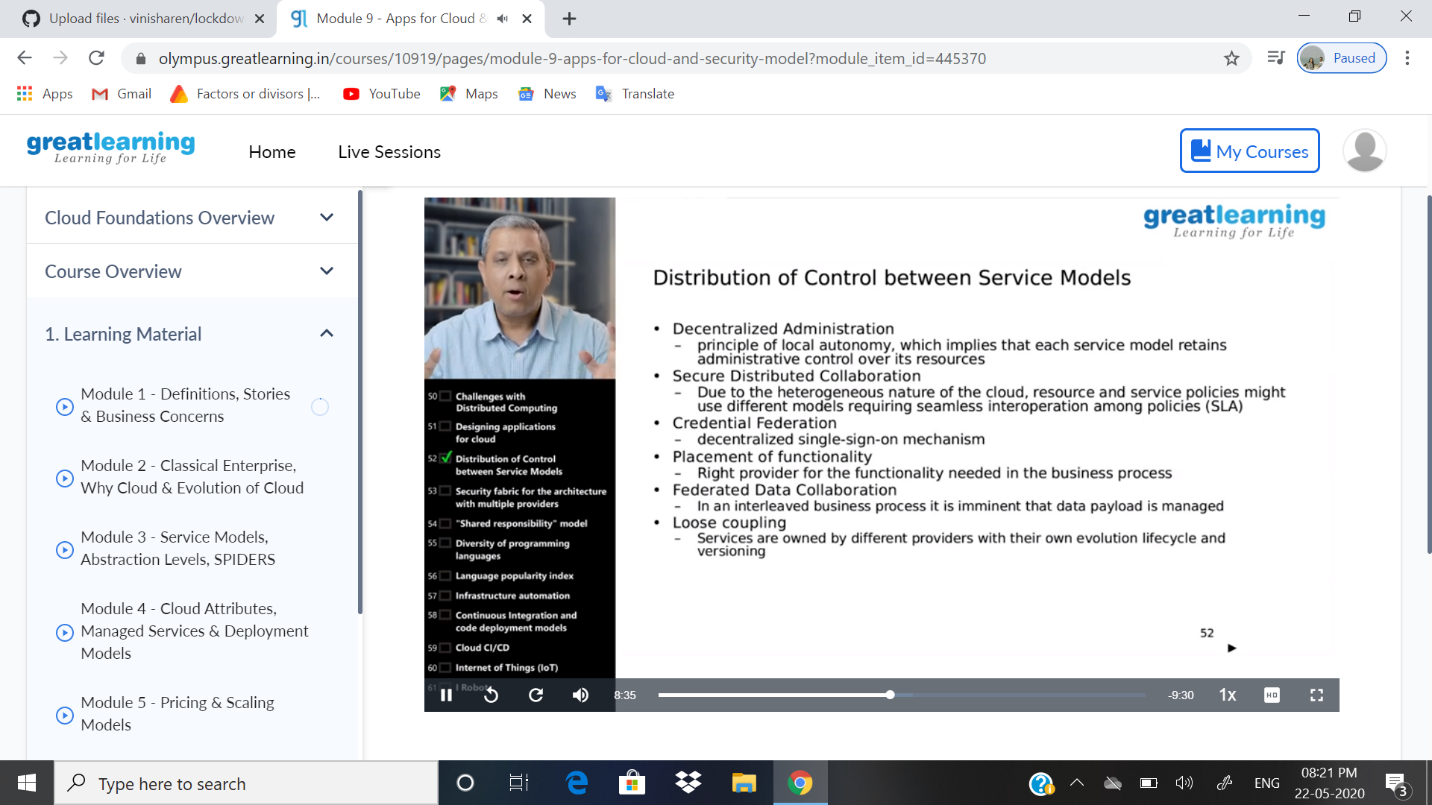 Upload files · vinisharen/lockdow
Module 9 - Apps for Cloud &
olympus.greatlearning.in/courses/10919/pages/module-9-apps-for-cloud-and-security-model?module_item_id=445370
Paused
Apps
Gmail
Factors or divisors |...
YouTube
Maps
News
Translate
greatlearning
Learning for Life
Home
Live Sessions
My Courses
Cloud Foundations Overview
Course Overview
1. Learning Material
Module 1 - Definitions, Stories
& Business Concerns
Module 2 - Classical Enterprise,
Why Cloud & Evolution of Cloud
Module 3 - Service Models,
Abstraction Levels, SPIDERS
Module 4 - Cloud Attributes,
Managed Services & Deployment
Models
Module 5 - Pricing & Scaling
Models
greatlearning
Learning for Life
Distribution of Control between Service Models
• Decentralized Administration
- principle of local autonomy, which implies that each service model retains
administrative control over its resources
• Secure Distributed Collaboration
- Due to the heterogeneous nature of the cloud, resource and service policies might
use different models requiring seamless interoperation among policies (SLA)
• Credential Federation
- decentralized single-sign-on mechanism
• Placement of functionality
- Right provider for the functionality needed in the business process
• Federated Data Collaboration
- In an interleaved business process it is imminent that data payload is managed
• Loose coupling
- Services are owned by different providers with their own evolution lifecycle and
versioning
52
50 Challenges with
Distributed Computing
51 Designing applications
for cloud
52 Distribution of Control
between Service Models
53 Security fabric for the architecture
with multiple providers
54 "Shared responsibility" model
55 Diversity of programming
languages
56 Language popularity index
57 Infrastructure automation
58 Continuous Integration and
code deployment models
59 Cloud CI/CD
60 Internet of Things (IoT)
61 I Robot
8:35
-9:30
1x
HD
Type here to search
ENG
08:21 PM
22-05-2020
3